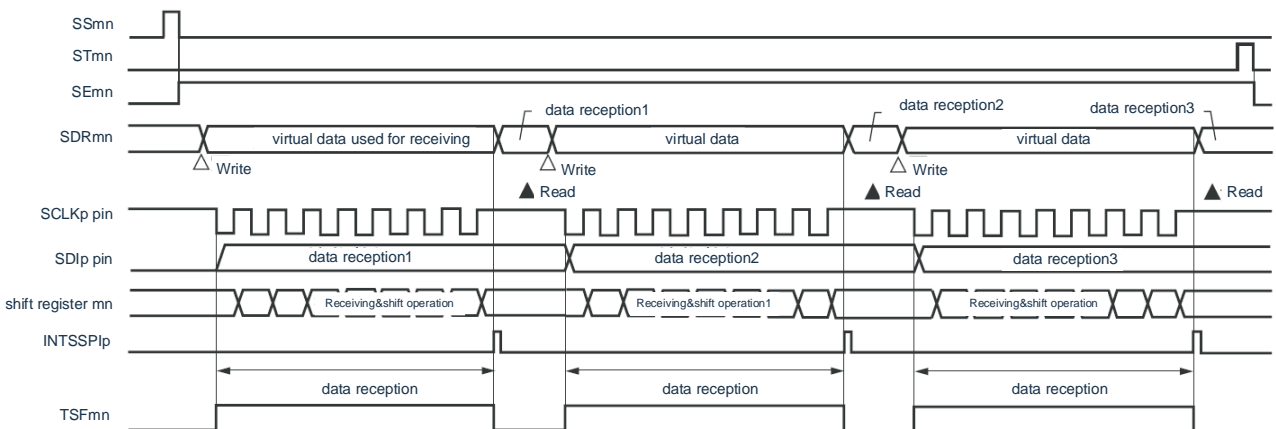 SSmn
STmn
SEmn
data reception1
data reception2
data reception3
SDRmn
virtual data used for receiving
virtual data
virtual data
Write
Write
Write
Read
Read
Read
SCLKp pin
SDIp pin
data reception1
data reception2
data reception3
shift register mn
Receiving&shift operation
Receiving&shift operation1
Receiving&shift operation
INTSSPIp
data reception
data reception
data reception
TSFmn